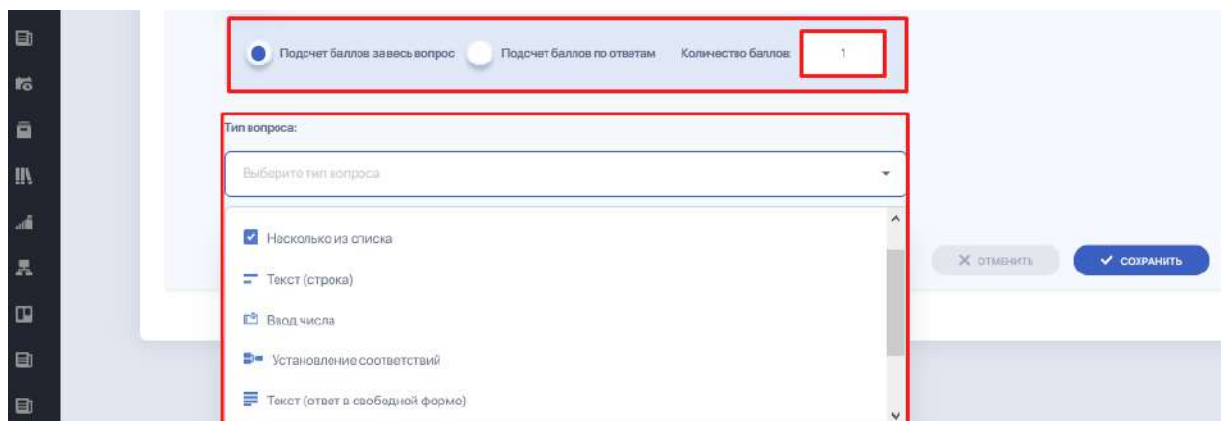 Подсчет баллов за весь вопрос Подсчет баллов по ответам Количество баллов: 1
Тип вопроса:
Выберите тип вопроса
Несколько из списка
Текст (строка)
Ввод числа
Установление соответствий
Текст (ответ в свободной форме)
ОТМЕНИТЬ СОХРАНИТЬ